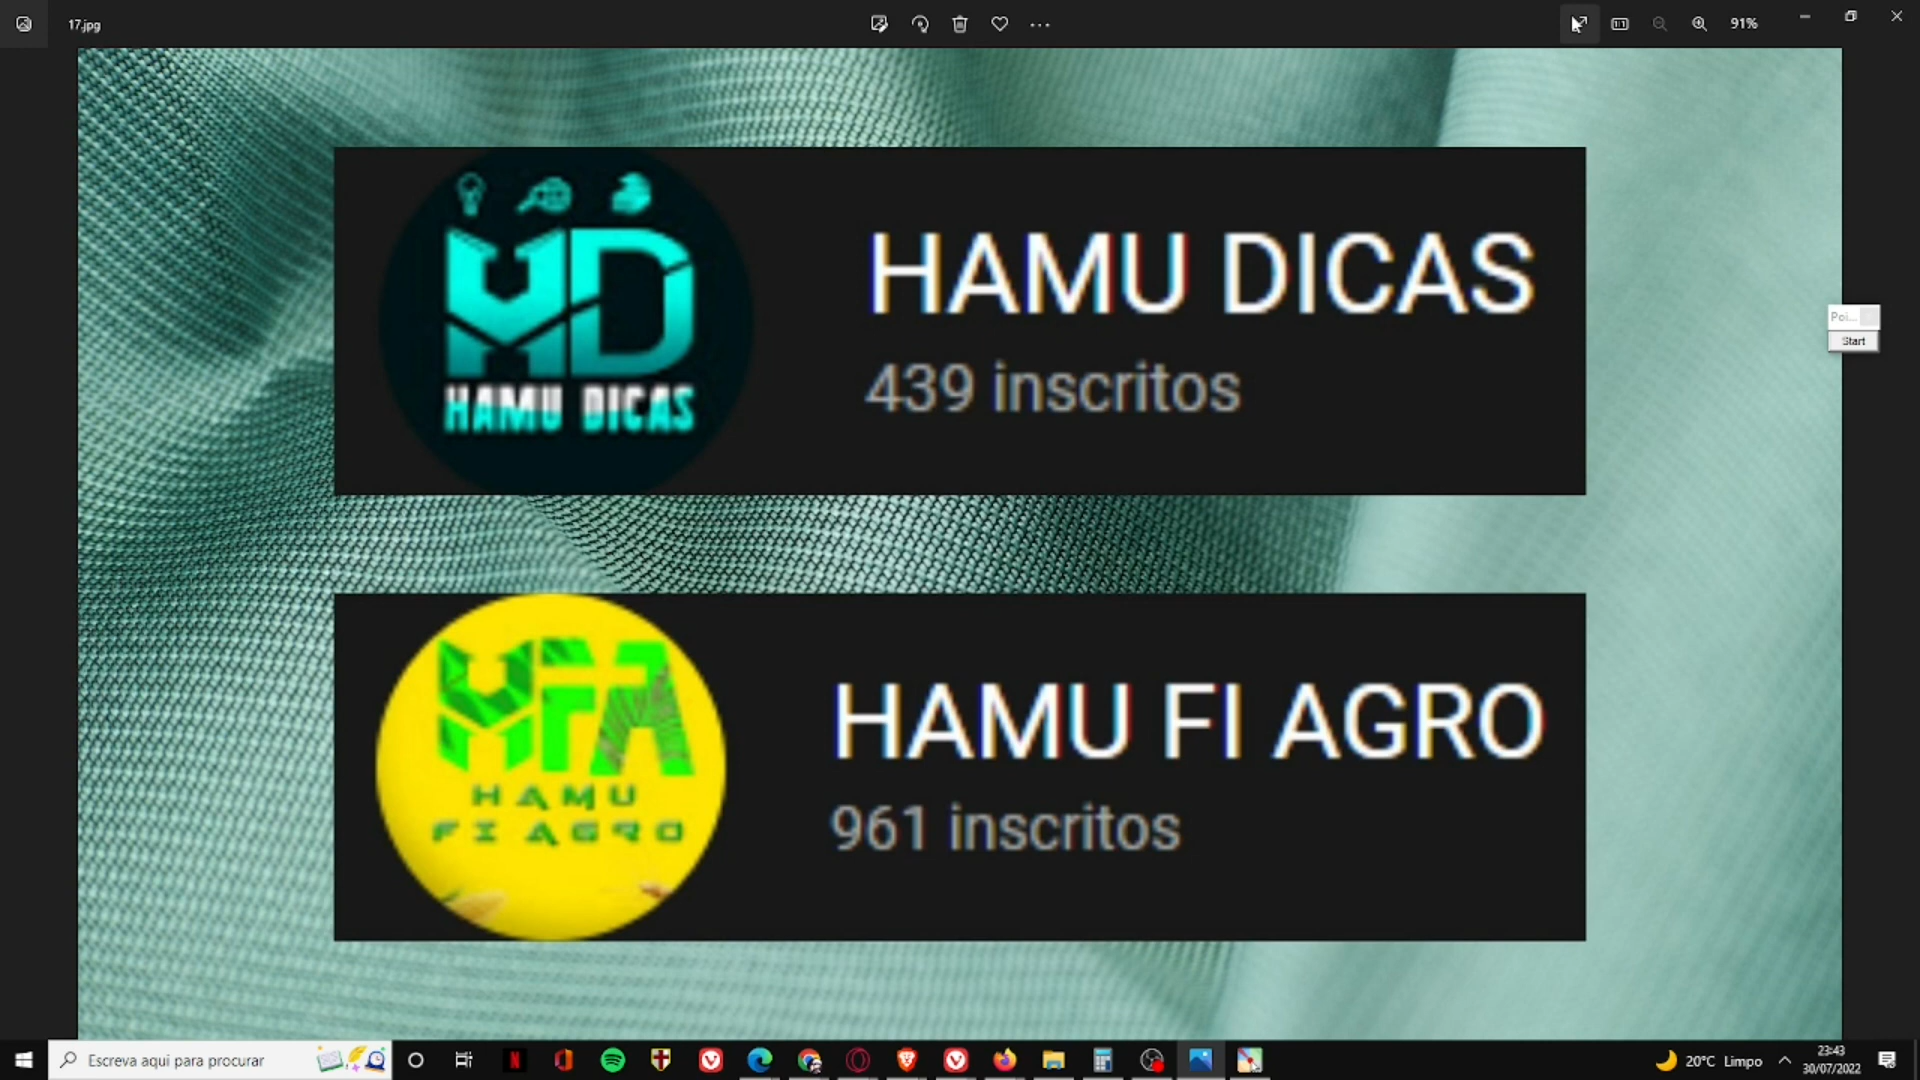 17.jpg
91%
HD
HAMU DICAS
HAMU DICAS
439 inscritos
Poi...
Start
HFA
HAMU
FI AGRO
HAMU FI AGRO
961 inscritos
Escreva aqui para procurar
20°C Limpo
23:43
30/07/2022